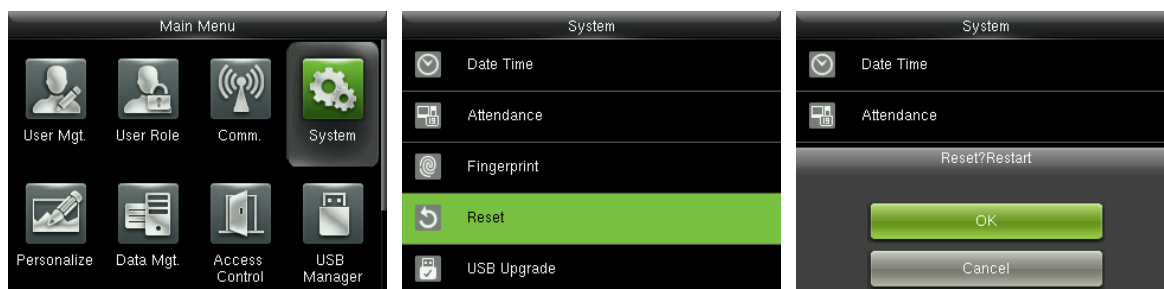 Main Menu
User Mgt.
User Role
Comm.
System
Personalize
Data Mgt.
Access
Control
USB
Manager
System
Date Time
Attendance
Fingerprint
Reset
USB Upgrade
System
Date Time
Attendance
Reset?Restart
OK
Cancel